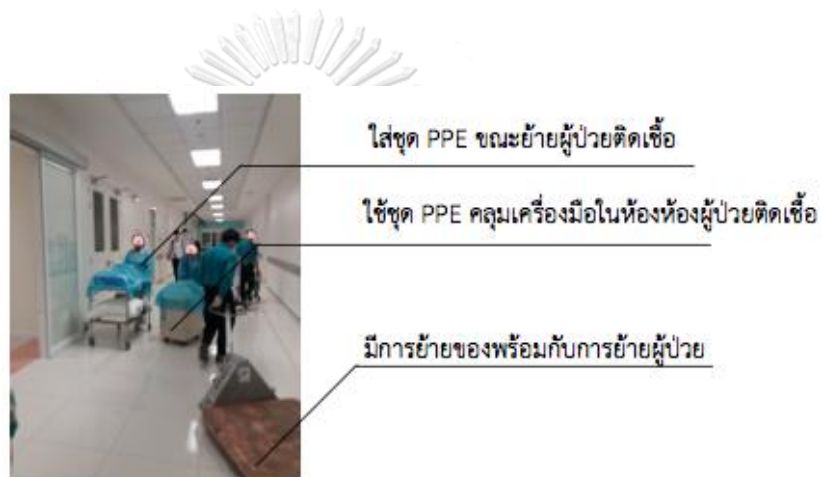 ใส่ชุด PPE ขณะย้ายผู้ป่วยติดเชื้อ
ใช้ชุด PPE คลุมเครื่องมือในห้องห้องผู้ป่วยติดเชื้อ
มีการย้ายของพร้อมกับการย้ายผู้ป่วย